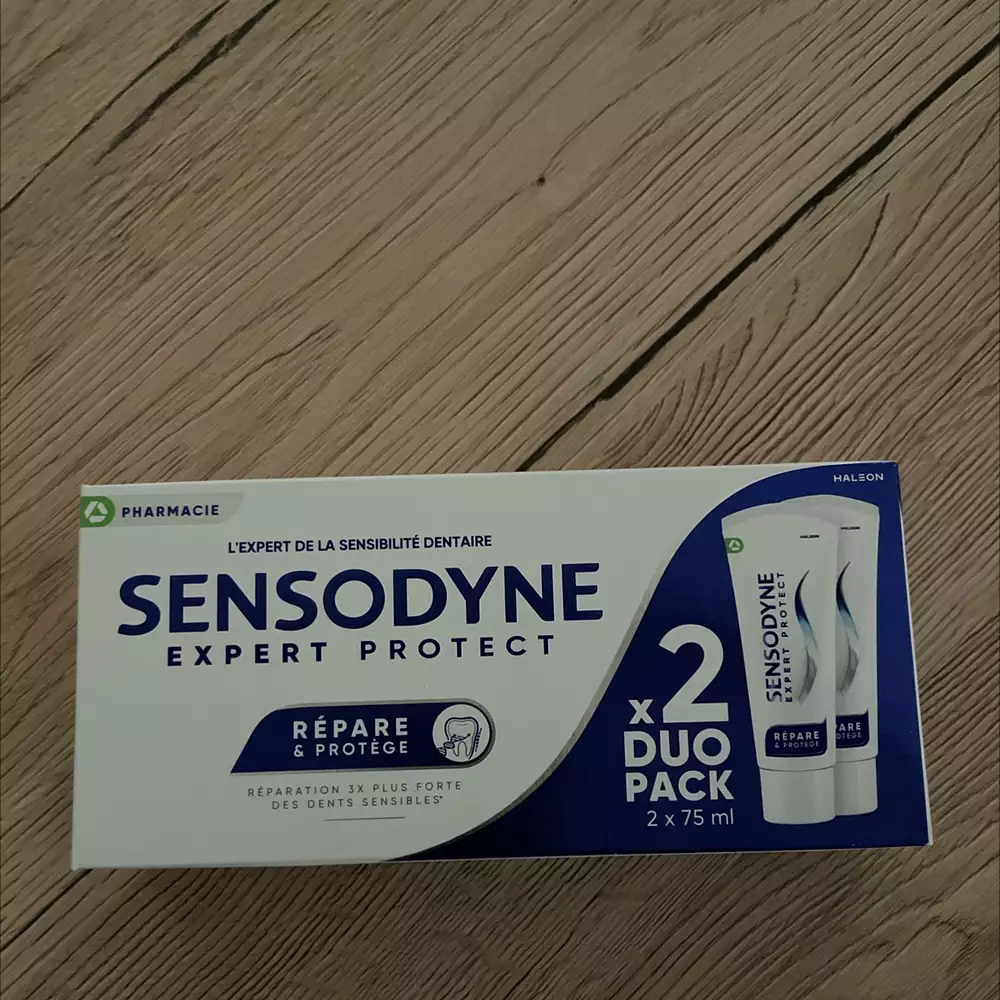 PHARMACIE
L'EXPERT DE LA SENSIBILITÉ DENTAIRE
SENSODYNE
EXPERT PROTECT
RÉPARE
& PROTÈGE
RÉPARATION 3X PLUS FORTE
DES DENTS SENSIBLES*
x2
DUO
PACK
2 x 75 ml
HALEON
HALEON
SENSODYNE
EXPERT PROTECT
RÉPARE
& PROTÈGE
HALEON